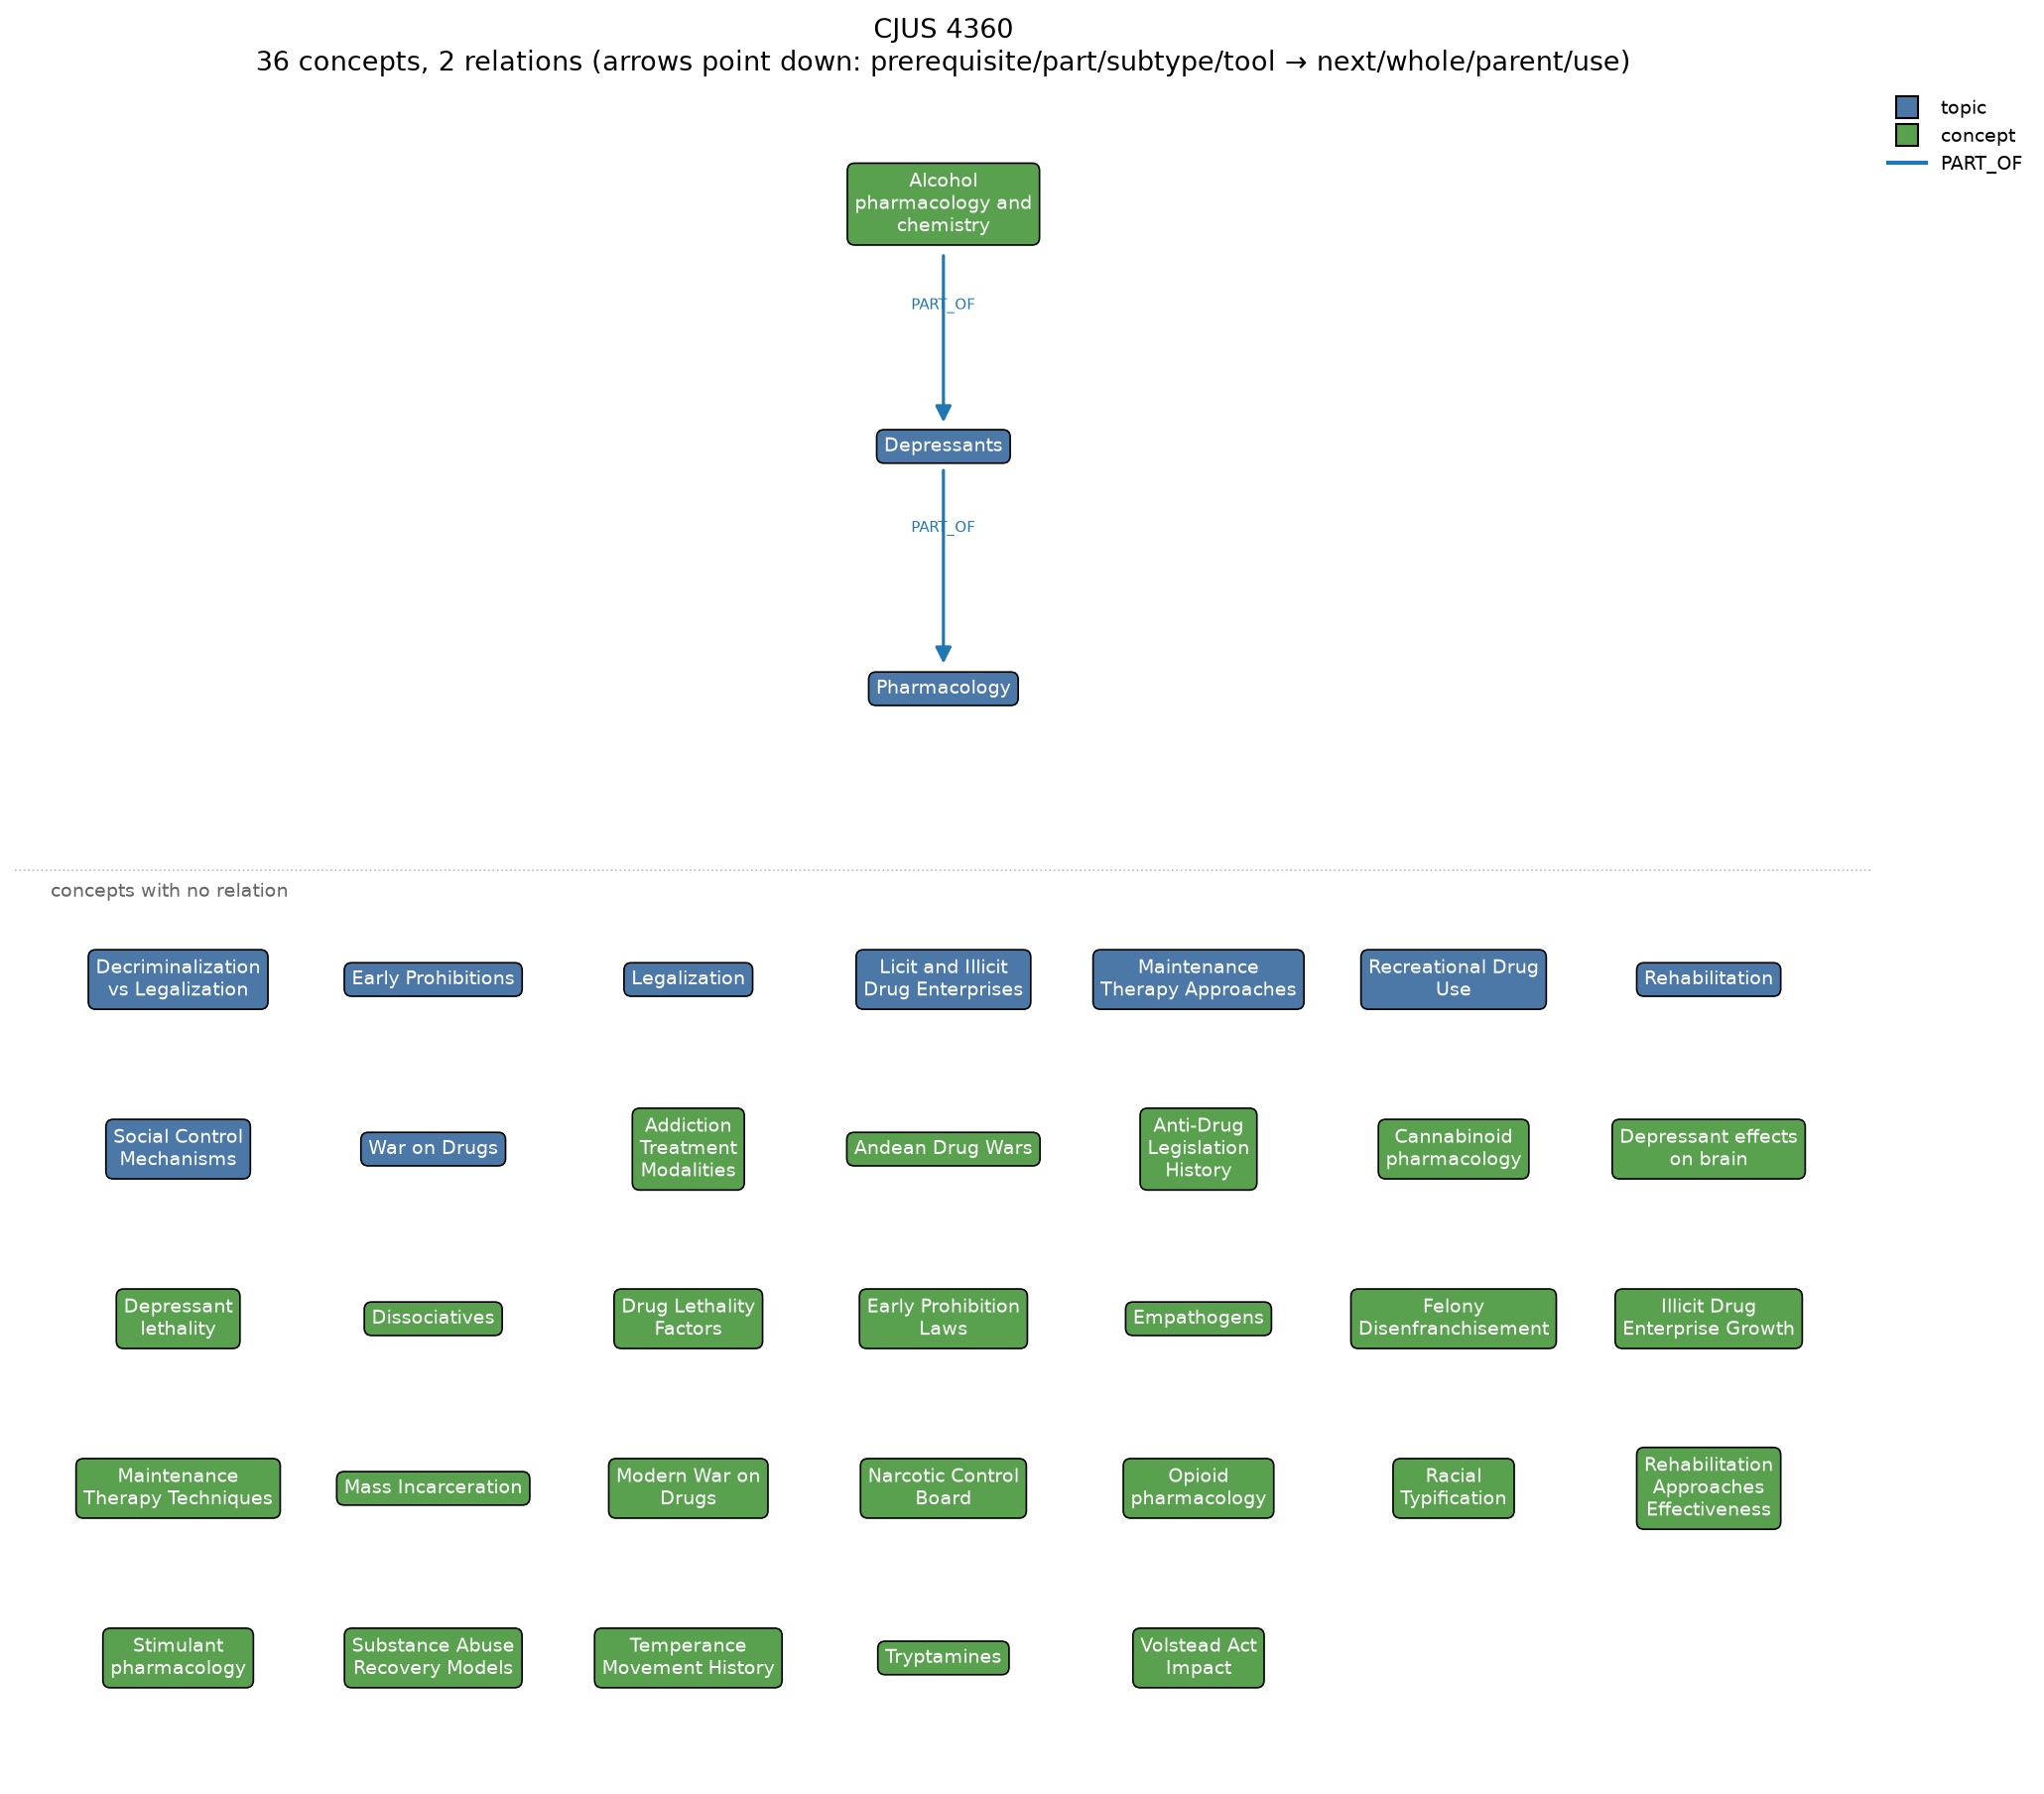 CJUS 4360
36 concepts, 2 relations (arrows point down: prerequisite/part/subtype/tool → next/whole/parent/use)
topic
concept
PART_OF
Alcohol
pharmacology and
chemistry
PART_OF
Depressants
PART_OF
Pharmacology
concepts with no relation
Decriminalization
vs Legalization
Early Prohibitions
Legalization
Licit and Illicit
Drug Enterprises
Maintenance
Therapy Approaches
Recreational Drug
Use
Rehabilitation
Social Control
Mechanisms
War on Drugs
Addiction
Treatment
Modalities
Andean Drug Wars
Anti-Drug
Legislation
History
Cannabinoid
pharmacology
Depressant effects
on brain
Depressant
lethality
Dissociatives
Drug Lethality
Factors
Early Prohibition
Laws
Empathogens
Felony
Disenfranchisement
Illicit Drug
Enterprise Growth
Maintenance
Therapy Techniques
Mass Incarceration
Modern War on
Drugs
Narcotic Control
Board
Opioid
pharmacology
Racial
Typification
Rehabilitation
Approaches
Effectiveness
Stimulant
pharmacology
Substance Abuse
Recovery Models
Temperance
Movement History
Tryptamines
Volstead Act
Impact